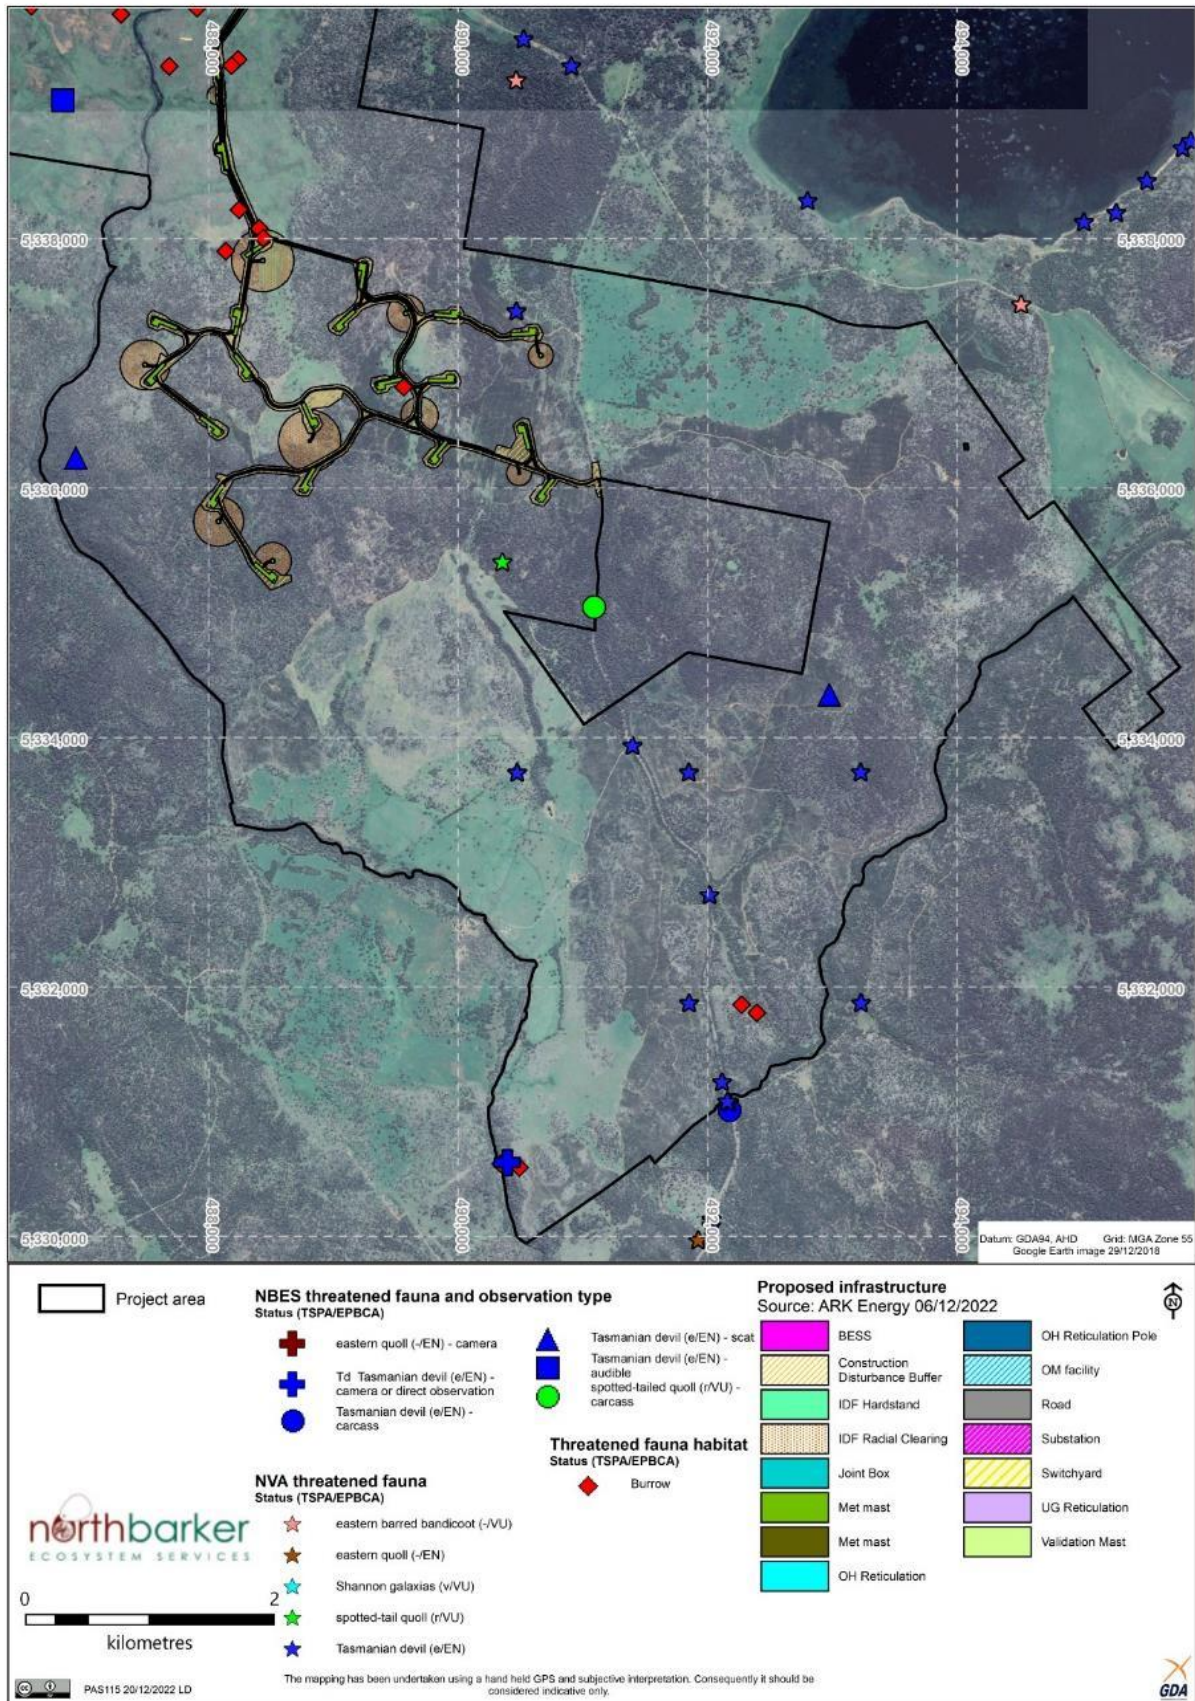 488,000
490,000
492,000
494,000
5,338,000
5,338,000
5,336,000
5,336,000
5,334,000
5,334,000
5,332,000
5,332,000
5,330,000
5,330,000
488,000
490,000
492,000
494,000
Datum: GDA94, AHD Grid: MGA Zone 55
Google Earth image 29/12/2018
Project area
NBES threatened fauna and observation type
Status (TSPA/EPBCA)
eastern quoll (-/EN) - camera
Td Tasmanian devil (e/EN) -
camera or direct observation
Tasmanian devil (e/EN) -
carcass
Tasmanian devil (e/EN) - scat
Tasmanian devil (e/EN) -
audible
spotted-tailed quoll (r/VU) -
carcass
Threatened fauna habitat
Status (TSPA/EPBCA)
Burrow
NVA threatened fauna
Status (TSPA/EPBCA)
eastern barred bandicoot (-/VU)
eastern quoll (-/EN)
Shannon galaxias (v/VU)
spotted-tail quoll (r/VU)
Tasmanian devil (e/EN)
Proposed infrastructure
Source: ARK Energy 06/12/2022
BESS
Construction
Disturbance Buffer
IDF Hardstand
IDF Radial Clearing
Joint Box
Met mast
Met mast
OH Reticulation
OH Reticulation Pole
OM facility
Road
Substation
Switchyard
UG Reticulation
Validation Mast
N
northbarker
ECOSYSTEM SERVICES
0 2
kilometres
cc
PAS115 20/12/2022 LD
The mapping has been undertaken using a hand held GPS and subjective interpretation. Consequently it should be
considered indicative only.
GDA